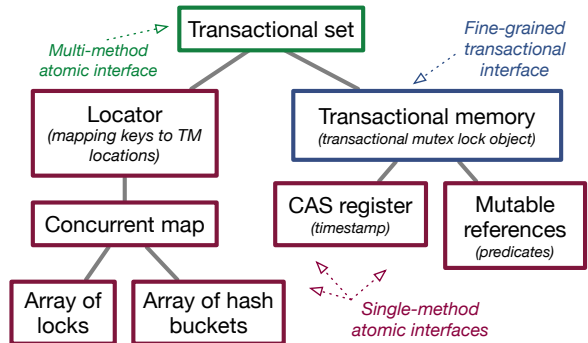 Transactional set
Multi-method
atomic interface
Fine-grained
transactional
interface
Locator
(mapping keys to TM
locations)
Transactional memory
(transactional mutex lock object)
Concurrent map
CAS register
(timestamp)
Mutable
references
(predicates)
Array of
locks
Array of hash
buckets
Single-method
atomic interfaces